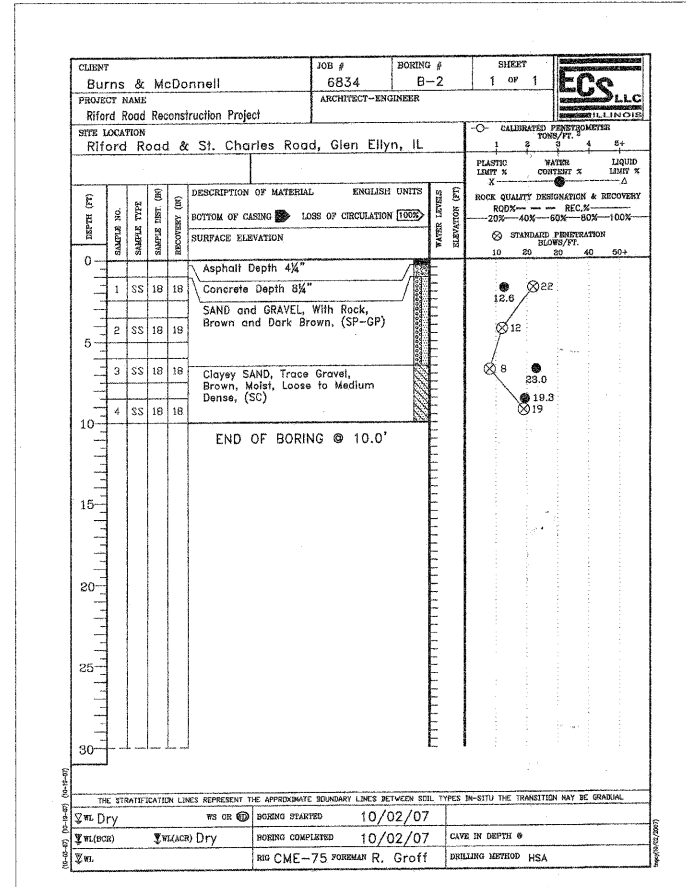 CLIENT
Burns & McDonnell
JOB #
6834
BORING #
B-2
SHEET
1 OF 1
ECS LLC
ILLINOIS
PROJECT NAME
Riford Road Reconstruction Project
ARCHITECT-ENGINEER
SITE LOCATION
Riford Road & St. Charles Road, Glen Ellyn, IL
-O- CALIBRATED PENETROMETER
TONS/FT.²
1 2 3 4 5+
PLASTIC LIMIT % WATER CONTENT % LIQUID LIMIT %
X Δ
ROCK QUALITY DESIGNATION & RECOVERY
RQD% — — REC.% ———
20% 40% 60% 80% 100%
⊗ STANDARD PENETRATION
BLOWS/FT.
10 20 30 40 50+
DEPTH (FT)
SAMPLE NO.
SAMPLE TYPE
SAMPLE DIST. (IN)
RECOVERY (IN)
DESCRIPTION OF MATERIAL ENGLISH UNITS
BOTTOM OF CASING LOSS OF CIRCULATION 100%
SURFACE ELEVATION
WATER LEVELS
ELEVATION (FT)
0
Asphalt Depth 4¼"
1 SS 18 18 Concrete Depth 8¼"
22
12.6
SAND and GRAVEL, With Rock,
Brown and Dark Brown, (SP-GP)
2 SS 18 18
12
5
3 SS 18 18
8
23.0
Clayey SAND, Trace Gravel,
Brown, Moist, Loose to Medium
Dense, (SC)
19.3
4 SS 18 18
19
10
END OF BORING @ 10.0'
15
20
25
30
THE STRATIFICATION LINES REPRESENT THE APPROXIMATE BOUNDARY LINES BETWEEN SOIL TYPES IN-SITU THE TRANSITION MAY BE GRADUAL
WL Dry WS OR WD BORING STARTED 10/02/07
WL(BCR) WL(ACR) Dry BORING COMPLETED 10/02/07 CAVE IN DEPTH @
WL RIG CME-75 FOREMAN R. Groff DRILLING METHOD HSA